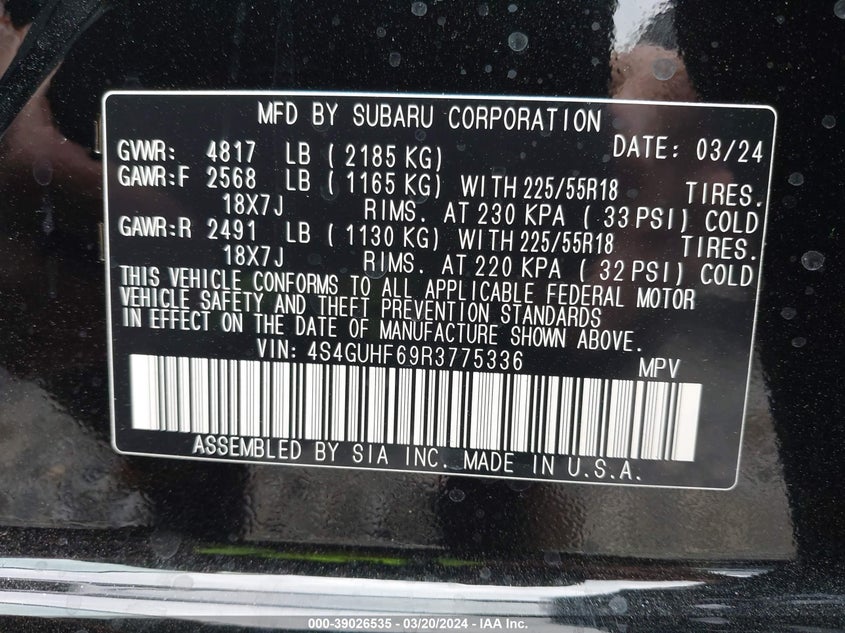 MFD BY SUBARU CORPORATION
GVWR: 4817 LB ( 2185 KG) DATE: 03/24
GAWR:F 2568 LB ( 1165 KG) WITH 225/55R18 TIRES.
18X7J RIMS. AT 230 KPA ( 33 PSI) COLD
GAWR:R 2491 LB ( 1130 KG) WITH 225/55R18 TIRES.
18X7J RIMS. AT 220 KPA ( 32 PSI) COLD
THIS VEHICLE CONFORMS TO ALL APPLICABLE FEDERAL MOTOR
VEHICLE SAFETY AND THEFT PREVENTION STANDARDS
IN EFFECT ON THE DATE OF MANUFACTURE SHOWN ABOVE.
VIN: 4S4GUHF69R3775336 MPV
ASSEMBLED BY SIA INC. MADE IN U.S.A.
000-39026535 - 03/20/2024 - IAA Inc.